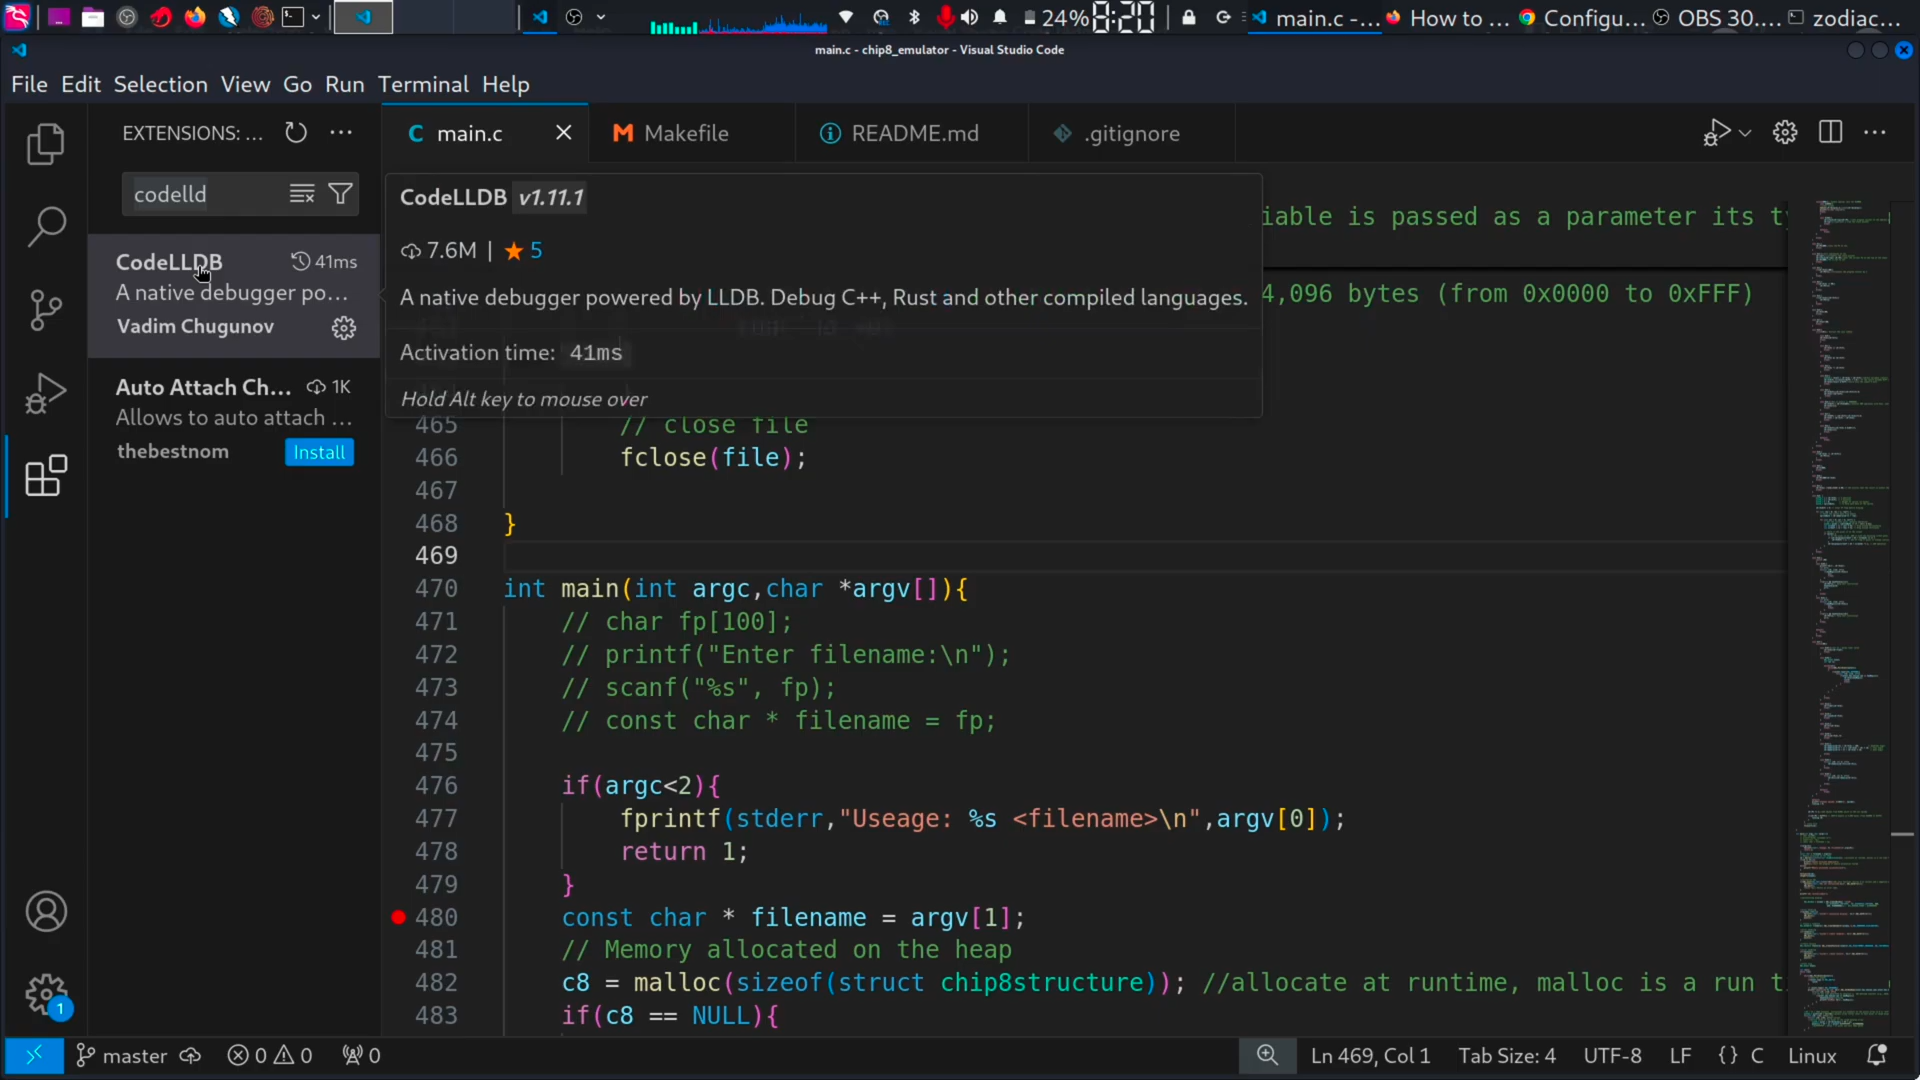 24% 8:20 main.c -... How to ... Configu... OBS 30.... zodiac...
main.c - chip8_emulator - Visual Studio Code
File Edit Selection View Go Run Terminal Help
EXTENSIONS: ...
main.c
Makefile
README.md
.gitignore
codelld
CodeLLDB 41ms
A native debugger po...
Vadim Chugunov
Auto Attach Ch... 1K
Allows to auto attach ...
thebestnom Install
CodeLLDB v1.11.1
7.6M | 5
A native debugger powered by LLDB. Debug C++, Rust and other compiled languages.
Activation time: 41ms
Hold Alt key to mouse over
iable is passed as a parameter its ty
4,096 bytes (from 0x0000 to 0xFFF)
465 // close file
466 fclose(file);
467
468 }
469
470 int main(int argc,char *argv[]){
471 // char fp[100];
472 // printf("Enter filename:\n");
473 // scanf("%s", fp);
474 // const char * filename = fp;
475
476 if(argc<2){
477 fprintf(stderr,"Useage: %s <filename>\n",argv[0]);
478 return 1;
479 }
480 const char * filename = argv[1];
481 // Memory allocated on the heap
482 c8 = malloc(sizeof(struct chip8structure)); //allocate at runtime, malloc is a run ti
483 if(c8 == NULL){
1
master 0 0 0 Ln 469, Col 1 Tab Size: 4 UTF-8 LF {} C Linux